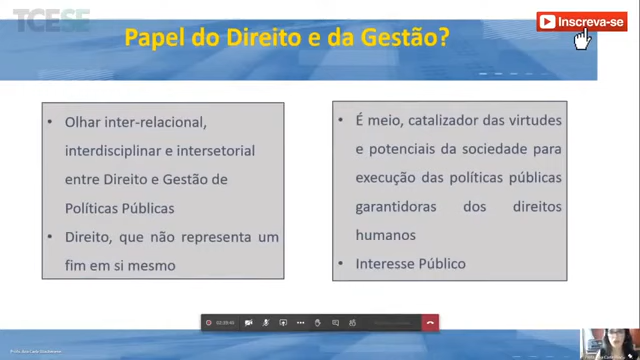 TCESE
Papel do Direito e da Gestão?
Inscreva-se
• Olhar inter-relacional,
interdisciplinar e intersetorial
entre Direito e Gestão de
Políticas Públicas
• Direito, que não representa um
fim em si mesmo
• É meio, catalizador das virtudes
e potenciais da sociedade para
execução das políticas públicas
garantidoras dos direitos
humanos
• Interesse Público